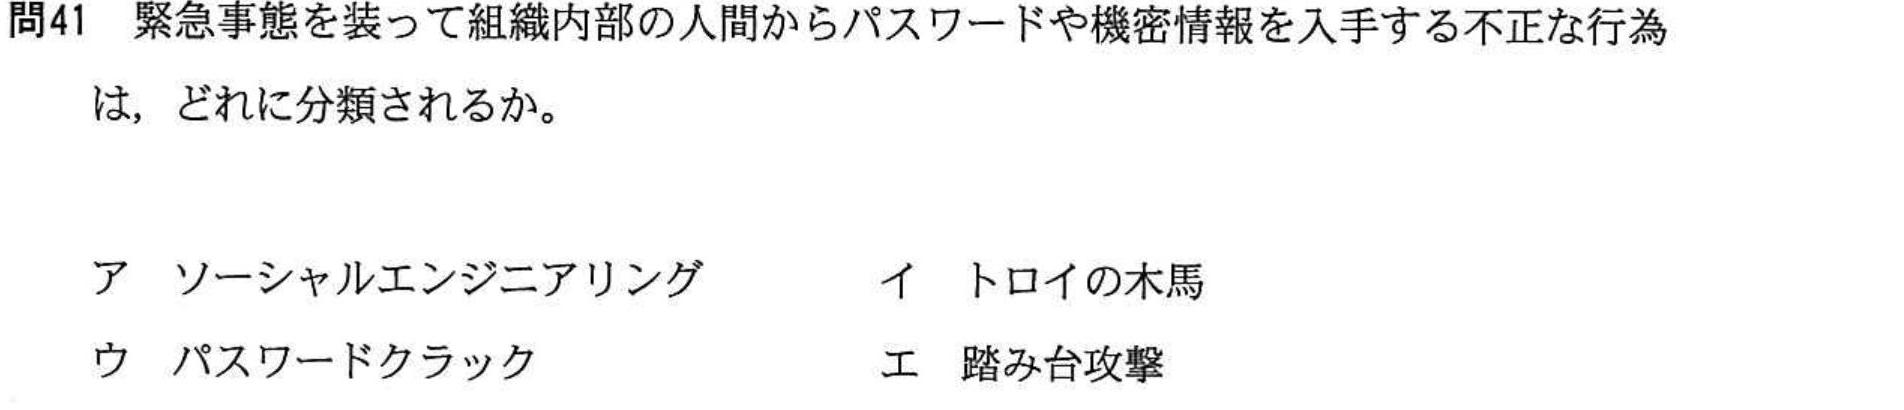 問41 緊急事態を装って組織内部の人間からパスワードや機密情報を入手する不正な行為
は，どれに分類されるか。
ア ソーシャルエンジニアリング イ トロイの木馬
ウ パスワードクラック エ 踏み台攻撃